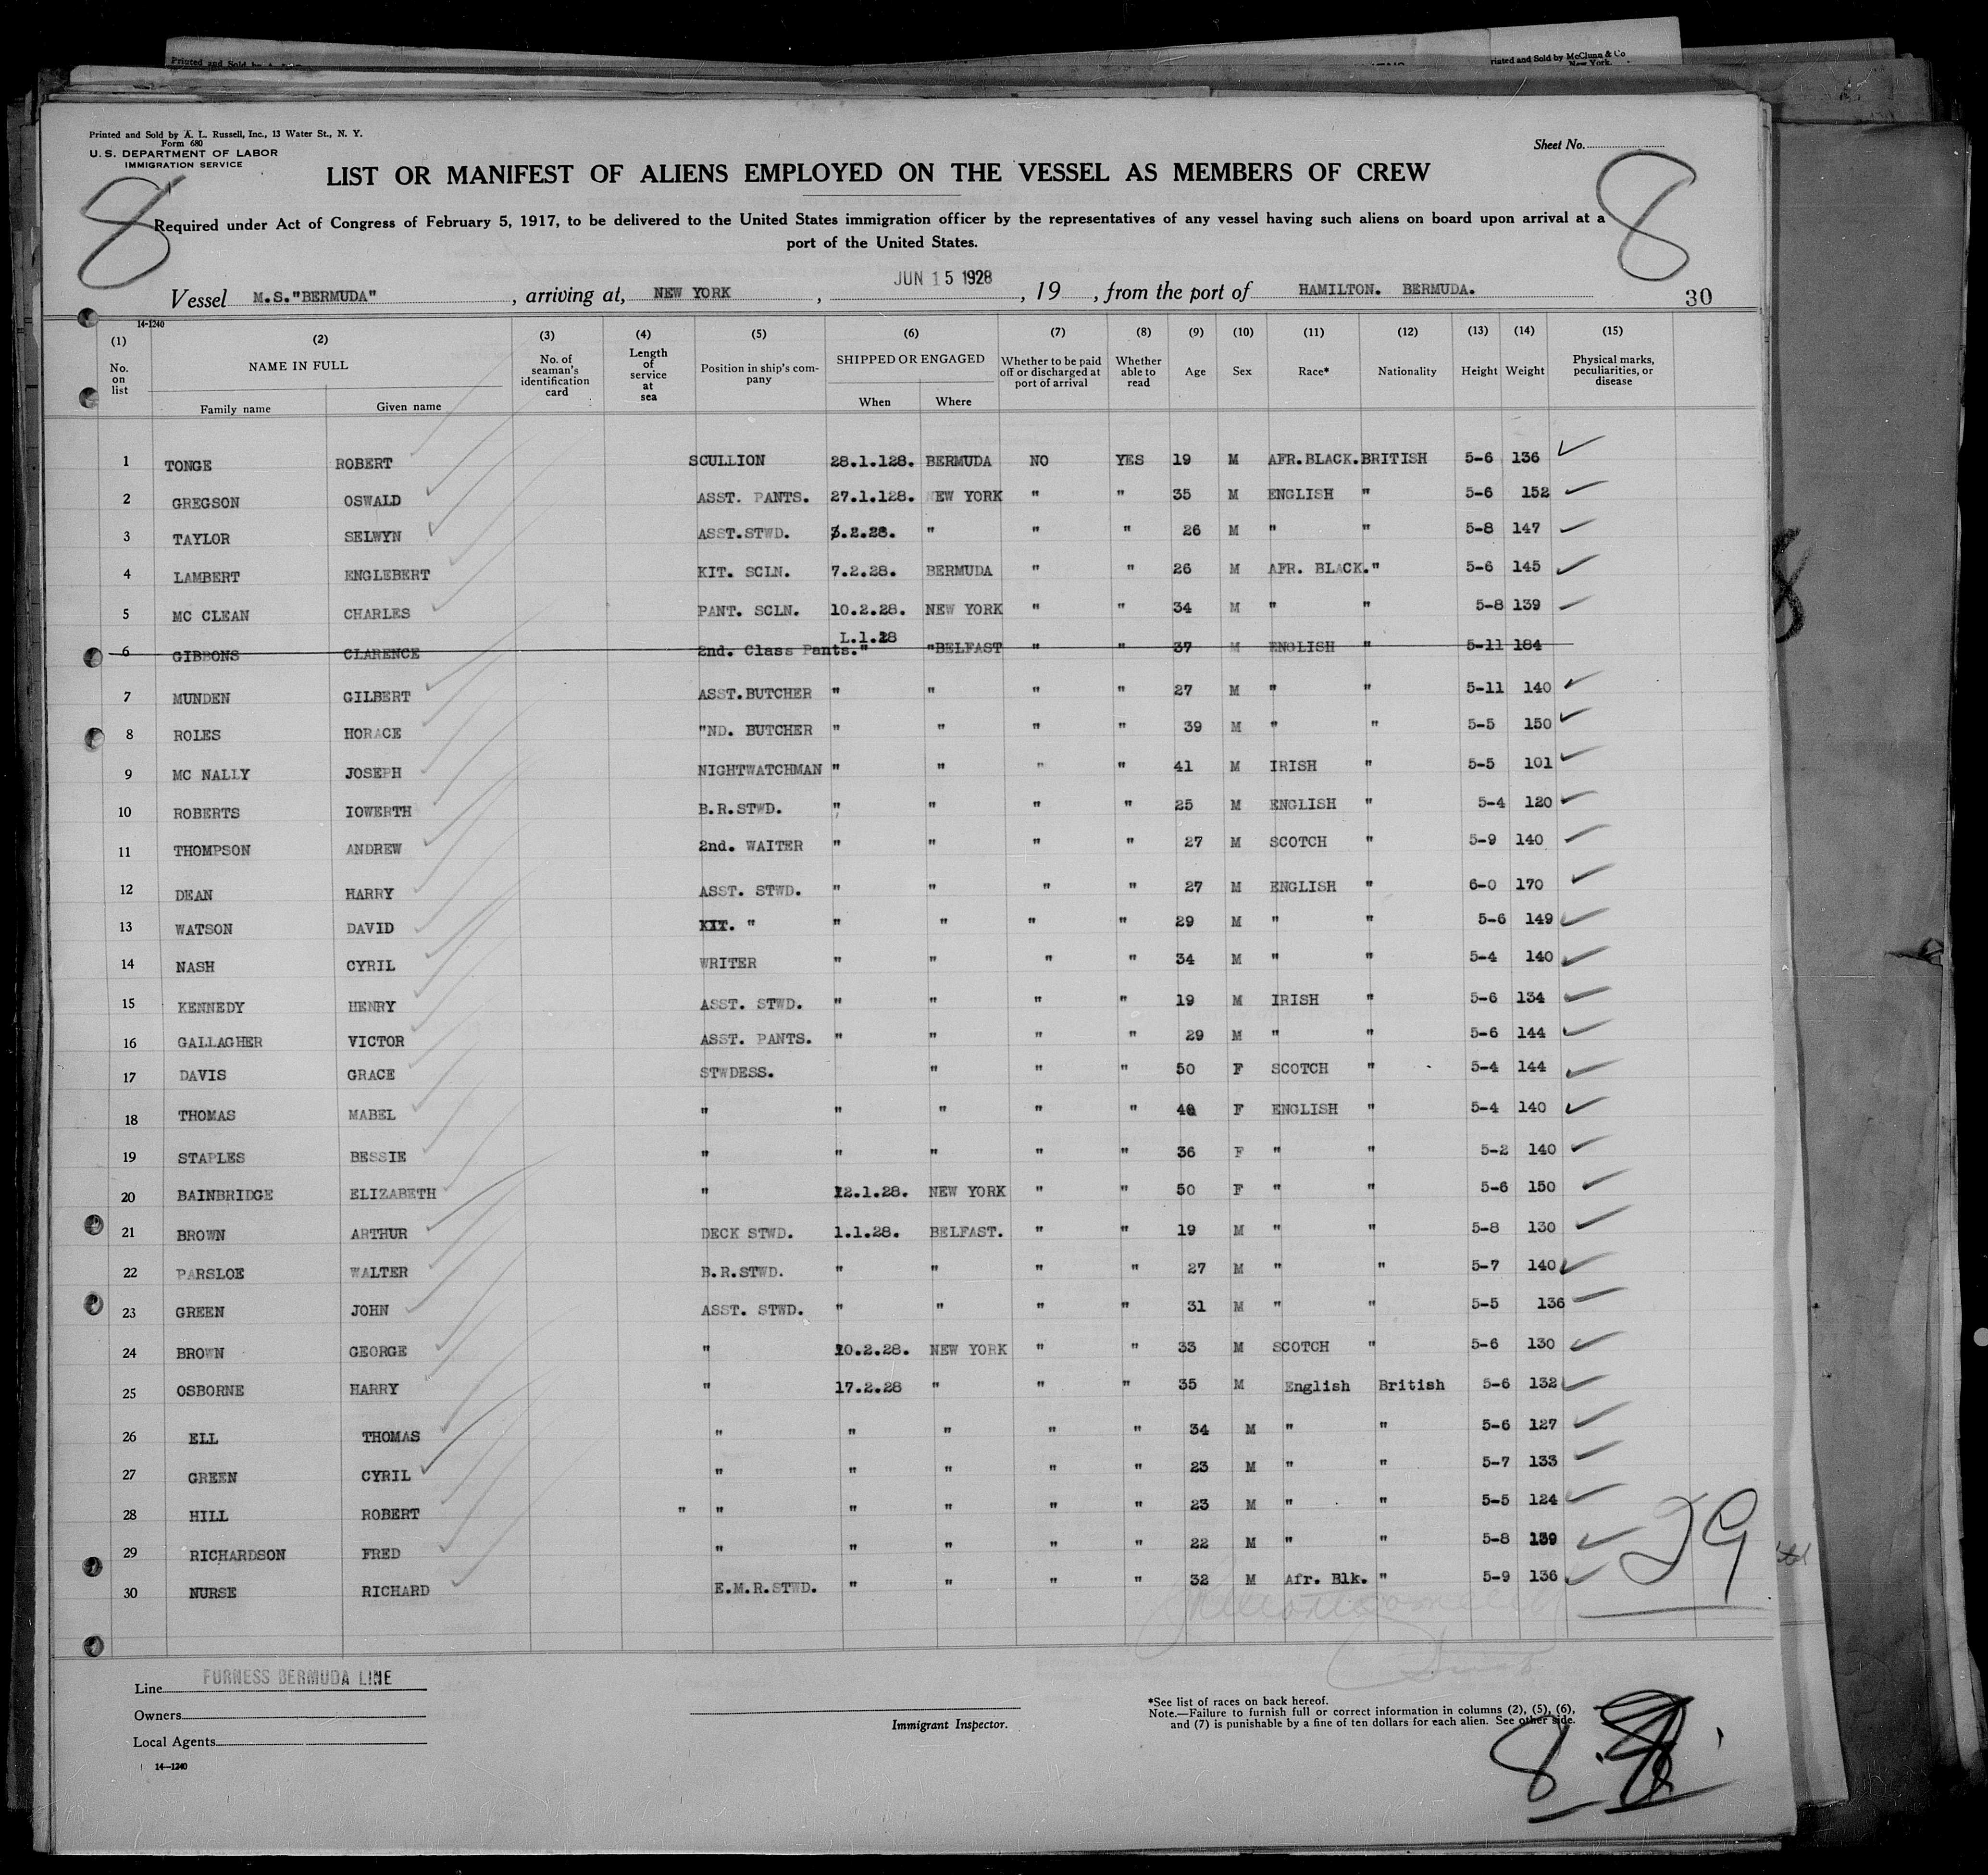 Printed and Sold by McClunn & Co
New York.
Printed and Sold by A. L. Russell, Inc., 13 Water St., N. Y.
Form 680
U. S. DEPARTMENT OF LABOR
IMMIGRATION SERVICE
Sheet No.
8 8
LIST OR MANIFEST OF ALIENS EMPLOYED ON THE VESSEL AS MEMBERS OF CREW
Required under Act of Congress of February 5, 1917, to be delivered to the United States immigration officer by the representatives of any vessel having such aliens on board upon arrival at a
port of the United States.
Vessel M.S."BERMUDA" , arriving at, NEW YORK , JUN 15 1928 , 19 , from the port of HAMILTON. BERMUDA. 30
14-1240
(1) (2) (3) (4) (5) (6) (7) (8) (9) (10) (11) (12) (13) (14) (15)
No. on list NAME IN FULL Family name Given name No. of seaman's identification card Length of service at sea Position in ship's company SHIPPED OR ENGAGED When Where Whether to be paid off or discharged at port of arrival Whether able to read Age Sex Race* Nationality Height Weight Physical marks, peculiarities, or disease
1 TONGE ROBERT SCULLION 28.1.128. BERMUDA NO YES 19 M AFR.BLACK. BRITISH 5-6 136
2 GREGSON OSWALD ASST. PANTS. 27.1.128. NEW YORK " " 35 M ENGLISH " 5-6 152
3 TAYLOR SELWYN ASST.STWD. 3.2.28. " " " 26 M " " 5-8 147
4 LAMBERT ENGLEBERT KIT. SCLN. 7.2.28. BERMUDA " " 26 M AFR. BLACK. " 5-6 145
5 MC CLEAN CHARLES PANT. SCLN. 10.2.28. NEW YORK " " 34 M " " 5-8 139
6 GIBBONS CLARENCE 2nd. Class Pants." L.1.28 "BELFAST " " 37 M ENGLISH " 5-11 184
7 MUNDEN GILBERT ASST.BUTCHER " " " " 27 M " " 5-11 140
8 ROLES HORACE "ND. BUTCHER " " " " 39 M " " 5-5 150
9 MC NALLY JOSEPH NIGHTWATCHMAN " " " " 41 M IRISH " 5-5 101
10 ROBERTS IOWERTH B.R.STWD. " " " " 25 M ENGLISH " 5-4 120
11 THOMPSON ANDREW 2nd. WAITER " " " " 27 M SCOTCH " 5-9 140
12 DEAN HARRY ASST. STWD. " " " " 27 M ENGLISH " 6-0 170
13 WATSON DAVID KIT. " " " " " 29 M " " 5-6 149
14 NASH CYRIL WRITER " " " " 34 M " " 5-4 140
15 KENNEDY HENRY ASST. STWD. " " " " 19 M IRISH " 5-6 134
16 GALLAGHER VICTOR ASST. PANTS. " " " " 29 M " " 5-6 144
17 DAVIS GRACE STWDESS. " " " 50 F SCOTCH " 5-4 144
18 THOMAS MABEL " " " " " F ENGLISH " 5-4 140
19 STAPLES BESSIE " " " " " 36 F " " 5-2 140
20 BAINBRIDGE ELIZABETH " 12.1.28. NEW YORK " " 50 F " " 5-6 150
21 BROWN ARTHUR DECK STWD. 1.1.28. BELFAST. " " 19 M " " 5-8 130
22 PARSLOE WALTER B.R.STWD. " " " " 27 M " " 5-7 140
23 GREEN JOHN ASST. STWD. " " " " 31 M " " 5-5 136
24 BROWN GEORGE " 10.2.28. NEW YORK " " 33 M SCOTCH " 5-6 130
25 OSBORNE HARRY " 17.2.28 " " " 35 M English British 5-6 132
26 ELL THOMAS " " " " " 34 M " " 5-6 127
27 GREEN CYRIL " " " " " 23 M " " 5-7 133
28 HILL ROBERT " " " " " " 23 M " " 5-5 124
29 RICHARDSON FRED " " " " " 22 M " " 5-8 139
30 NURSE RICHARD E.M.R.STWD. " " " " 32 M Afr. Blk. " 5-9 136
29
Line FURNESS BERMUDA LINE
Owners
Local Agents
14-1240
Immigrant Inspector.
*See list of races on back hereof.
Note.—Failure to furnish full or correct information in columns (2), (5), (6),
and (7) is punishable by a fine of ten dollars for each alien. See other side.
8